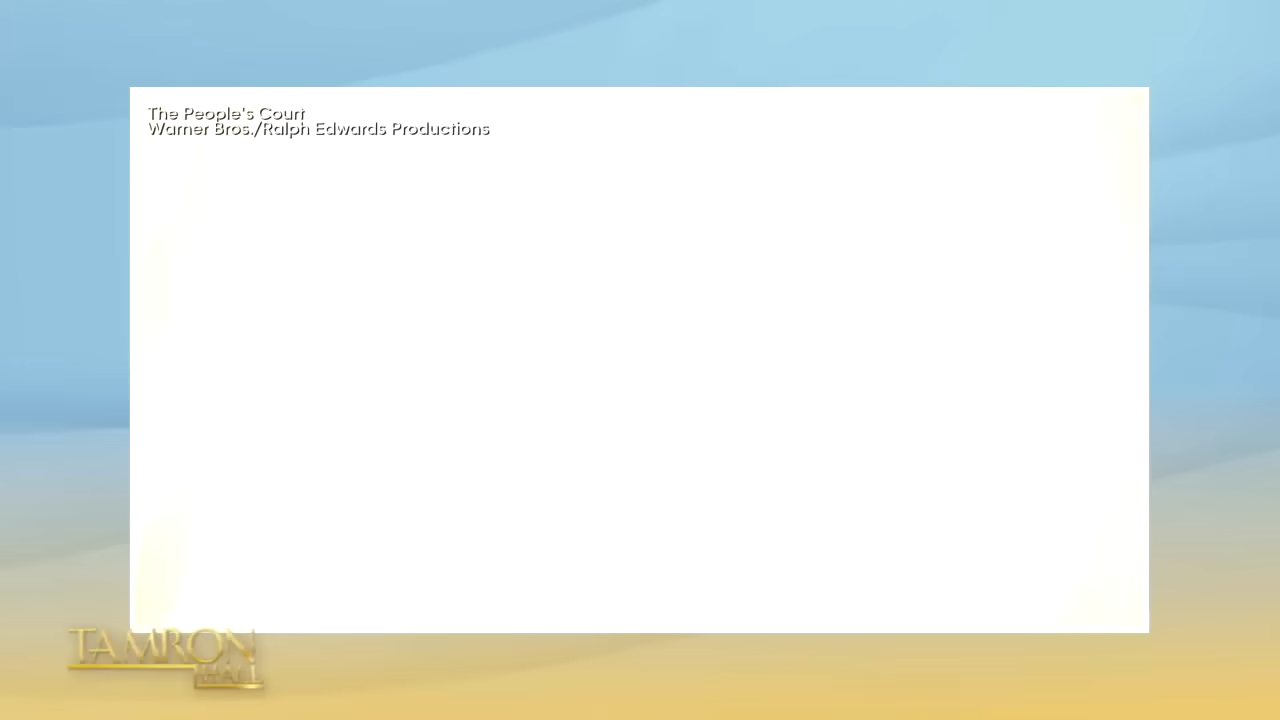 The People's Court
Warner Bros./Ralph Edwards Productions
TAMRON
HALL